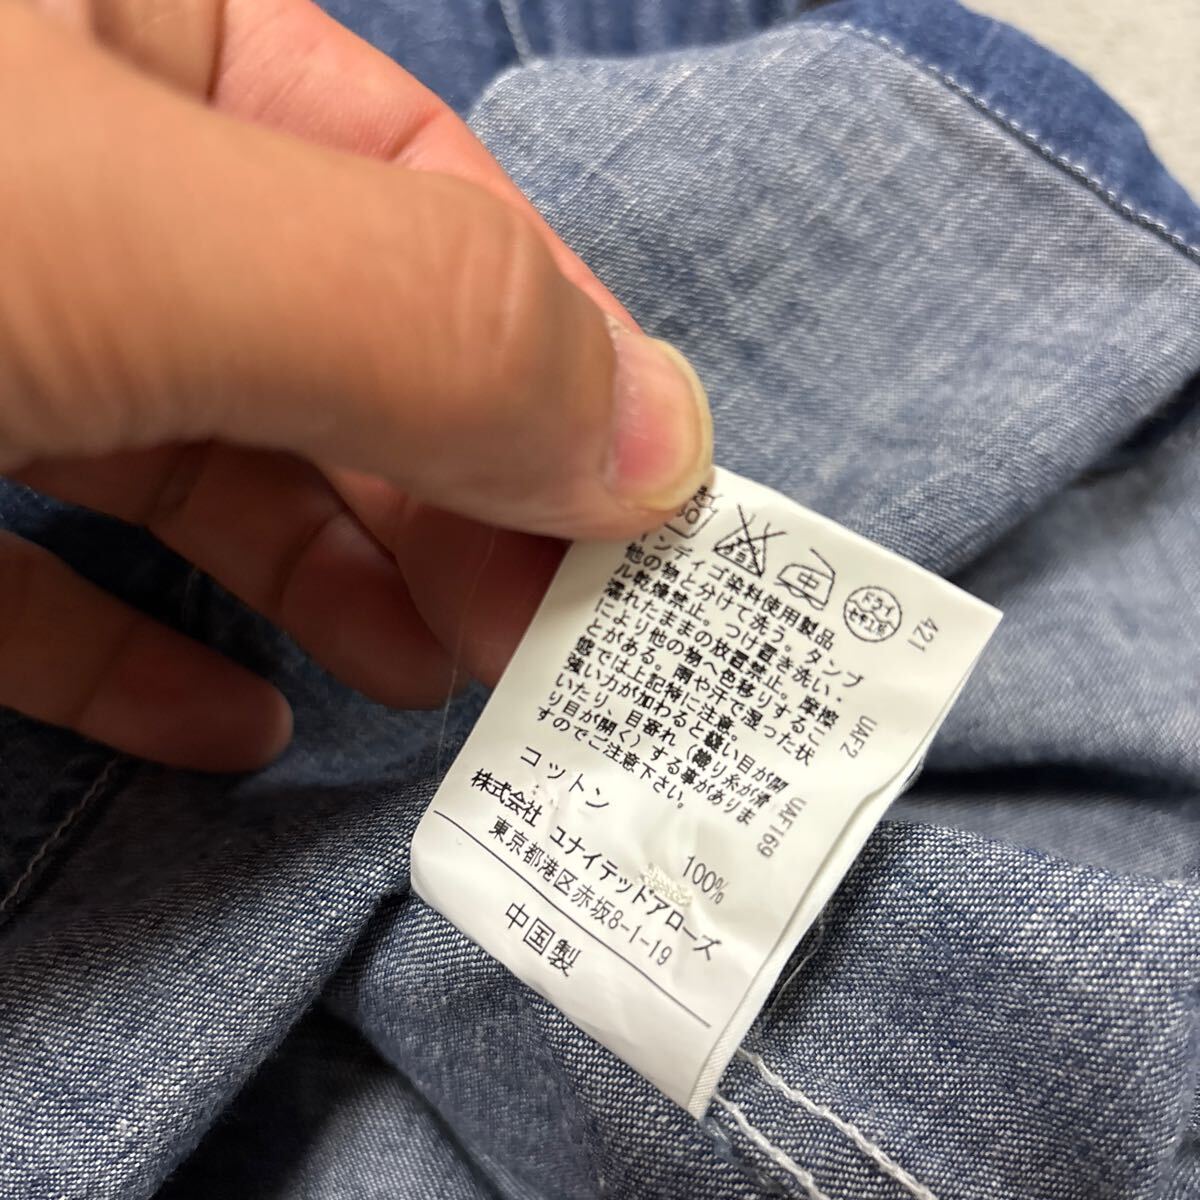 中
421
インディゴ染料使用製品
他の物と分けて洗う。タンブ
ル乾燥禁止。つけ置き洗い・
濡れたままの放置禁止。摩擦
により他の物へ色移りするこ
とがある。雨や汗で湿った状
態では上記特に注意。
強い力が加わると縫い目が開
いたり、目寄れ(織り糸が滑
り目が開く)する事がありま
すのでご注意下さい。
UAF2
UAF169
コットン 100%
株式会社 ユナイテッドアローズ
東京都港区赤坂8-1-19
中国製